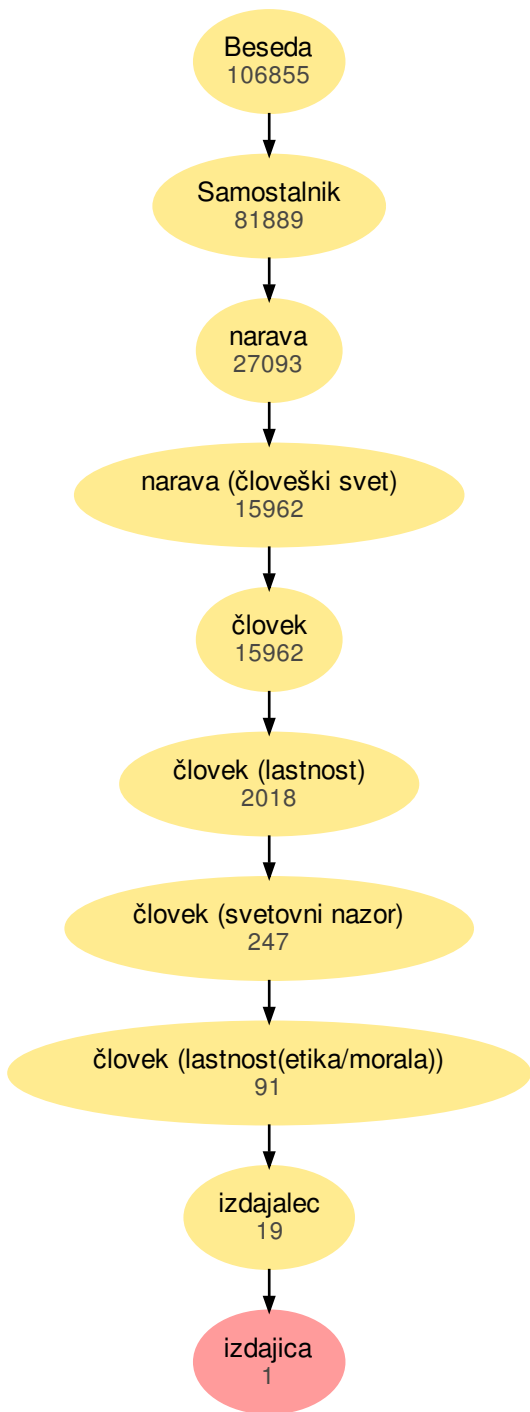 Beseda
106855
Samostalnik
81889
narava
27093
narava (človeški svet)
15962
človek
15962
človek (lastnost)
2018
človek (svetovni nazor)
247
človek (lastnost(etika/morala))
91
izdajalec
19
izdajica
1